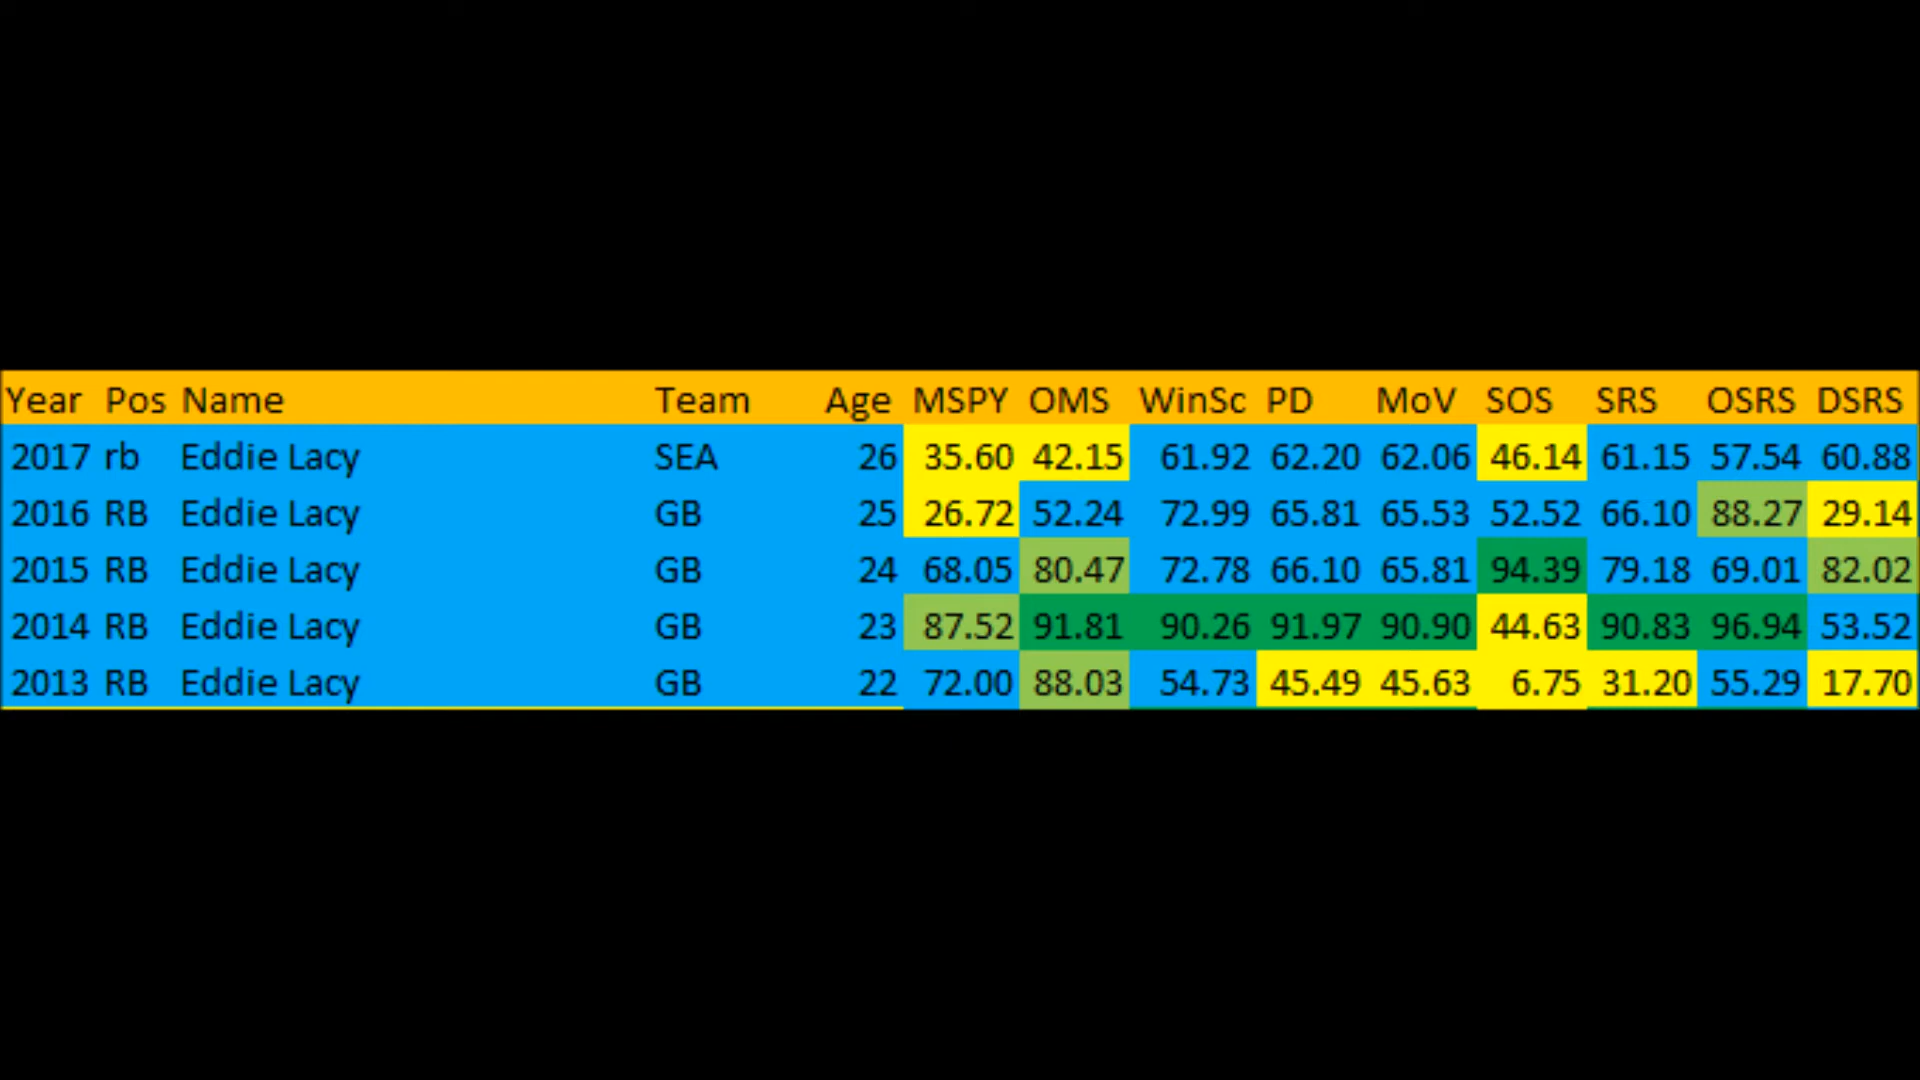 Year Pos Name Team Age MSPY OMS WinSc PD MoV SOS SRS OSRS DSRS
2017 rb Eddie Lacy SEA 26 35.60 42.15 61.92 62.20 62.06 46.14 61.15 57.54 60.88
2016 RB Eddie Lacy GB 25 26.72 52.24 72.99 65.81 65.53 52.52 66.10 88.27 29.14
2015 RB Eddie Lacy GB 24 68.05 80.47 72.78 66.10 65.81 94.39 79.18 69.01 82.02
2014 RB Eddie Lacy GB 23 87.52 91.81 90.26 91.97 90.90 44.63 90.83 96.94 53.52
2013 RB Eddie Lacy GB 22 72.00 88.03 54.73 45.49 45.63 6.75 31.20 55.29 17.70